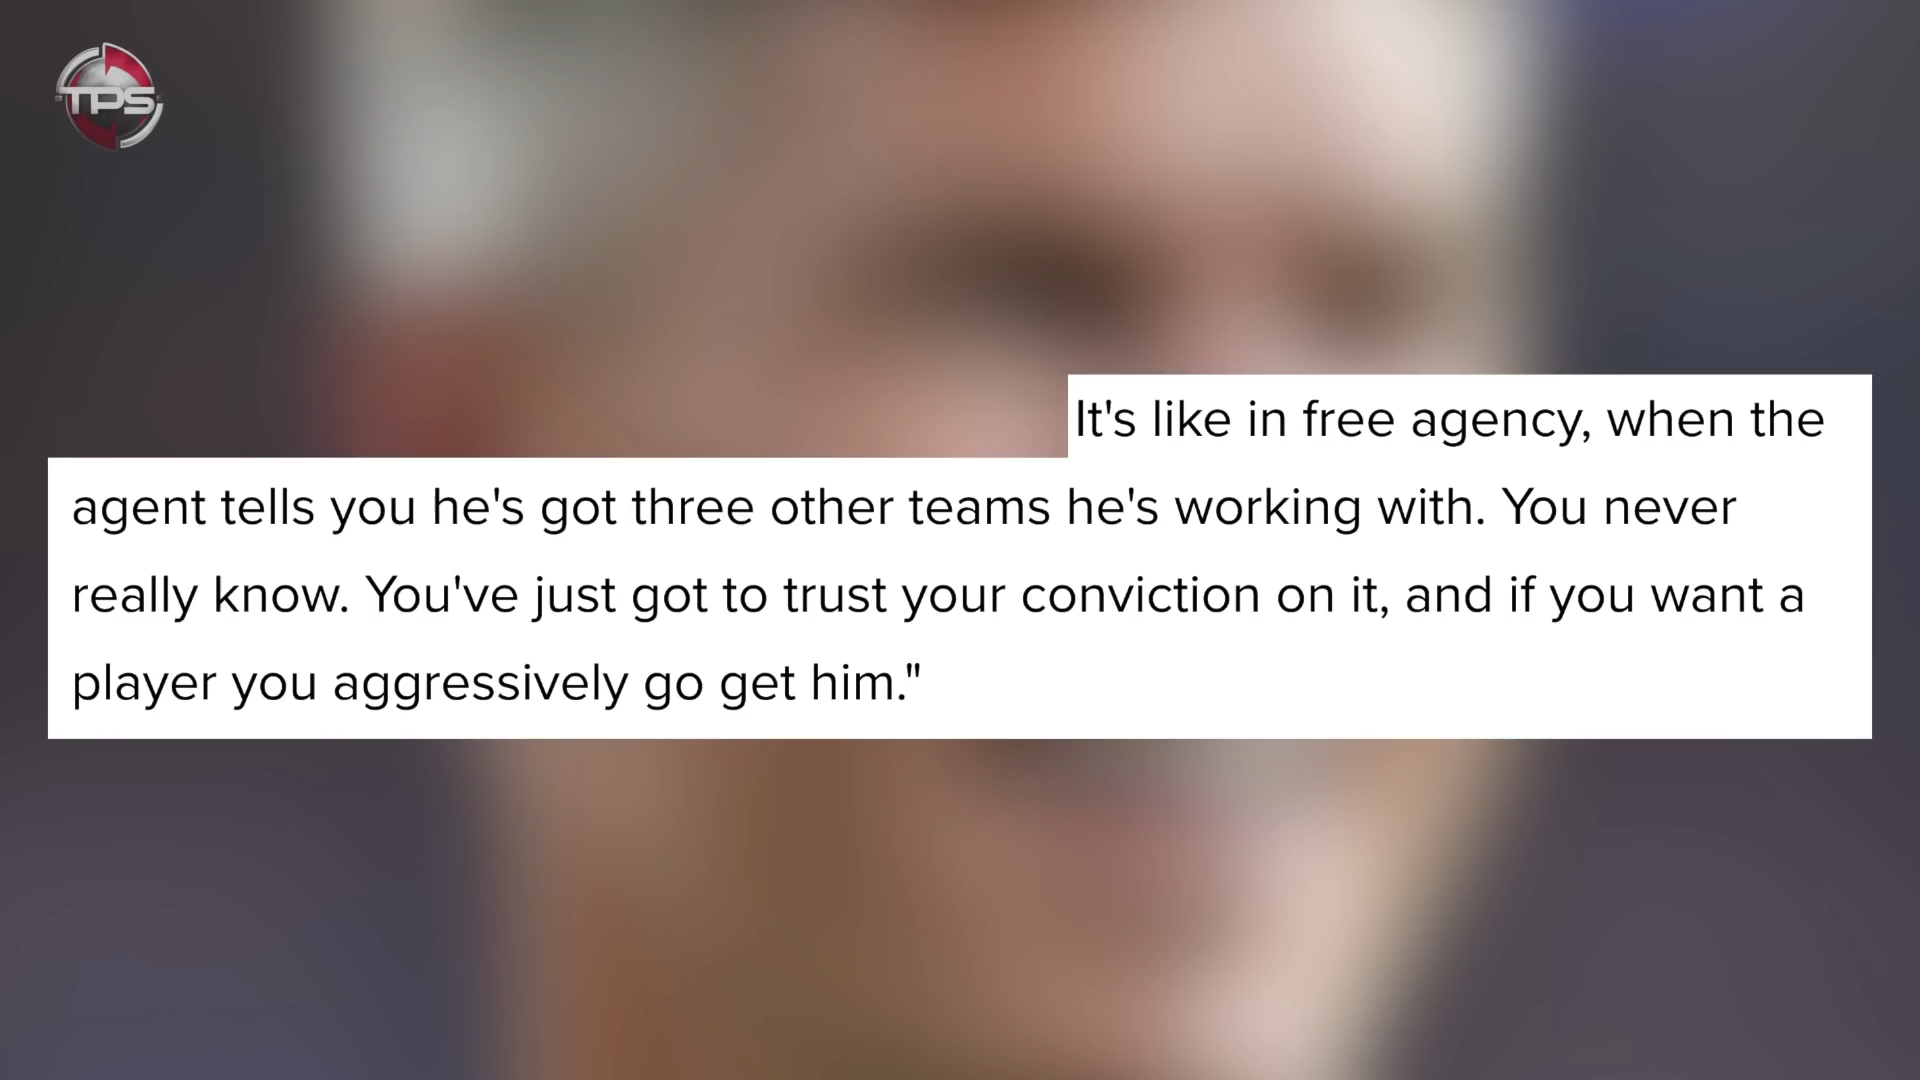 TPS
It's like in free agency, when the
agent tells you he's got three other teams he's working with. You never
really know. You've just got to trust your conviction on it, and if you want a
player you aggressively go get him."